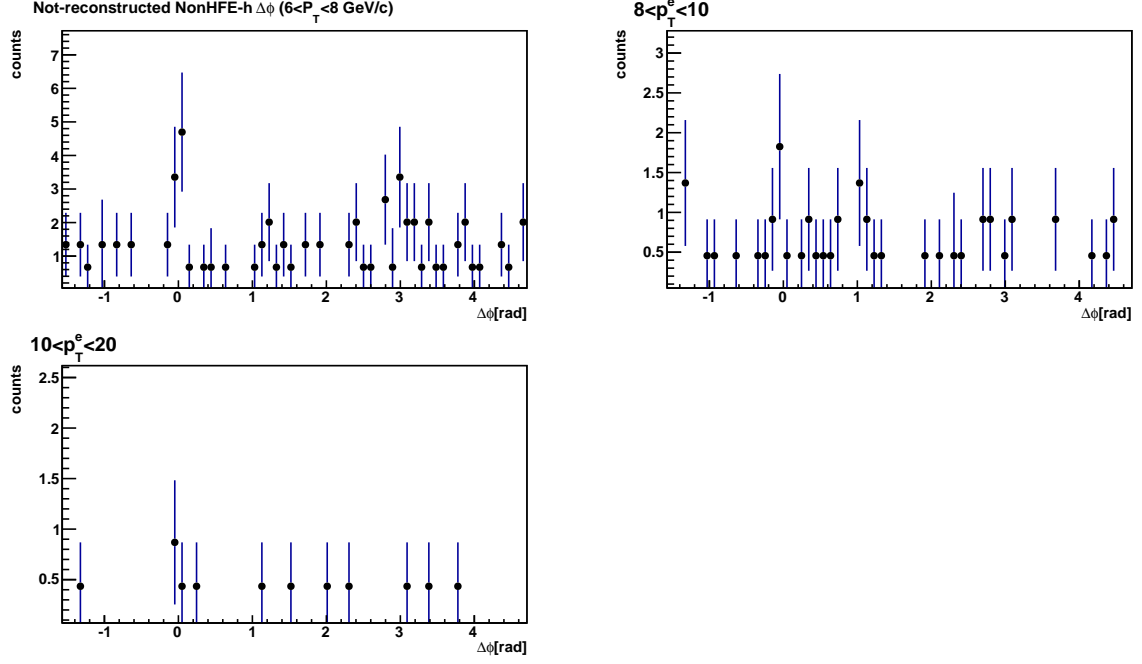 Not-reconstructed NonHFE-h Δϕ (6<P_T<8 GeV/c)
counts
7
6
5
4
3
2
1
-1 0 1 2 3 4
Δϕ[rad]
8<p_T^e<10
counts
3
2.5
2
1.5
1
0.5
-1 0 1 2 3 4
Δϕ[rad]
10<p_T^e<20
counts
2.5
2
1.5
1
0.5
-1 0 1 2 3 4
Δϕ[rad]